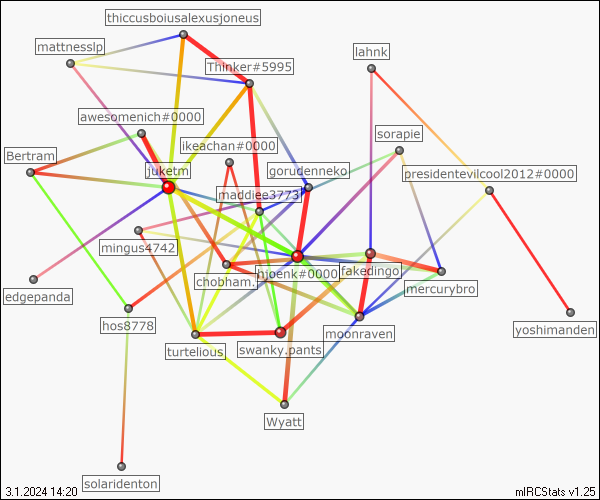 thiccusboiusalexusjoneus
mattnesslp
lahnk
Thinker#5995
awesomenich#0000
sorapie
ikeachan#0000
Bertram
juketm
gorudenneko
presidentevilcool2012#0000
maddiee3773
mingus4742
chobham.
hjoenk#0000
fakedingo
mercurybro
edgepanda
hos8778
moonraven
yoshimanden
turtelious
swanky.pants
Wyatt
solaridenton
3.1.2024 14:20
mIRCStats v1.25